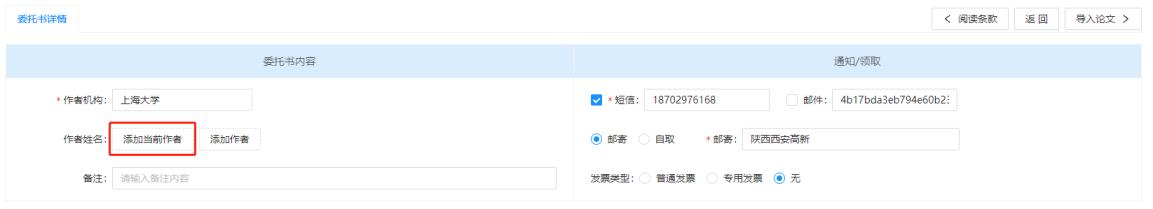 委托书详情
< 阅读条款 返 回 导入论文 >
委托书内容 通知/领取
* 作者机构： 上海大学 * 短信： 18702976168 邮件： 4b17bda3eb794e60b2
作者姓名： 添加当前作者 添加作者 邮寄 自取 * 邮寄： 陕西西安高新
备注： 请输入备注内容 发票类型： 普通发票 专用发票 无